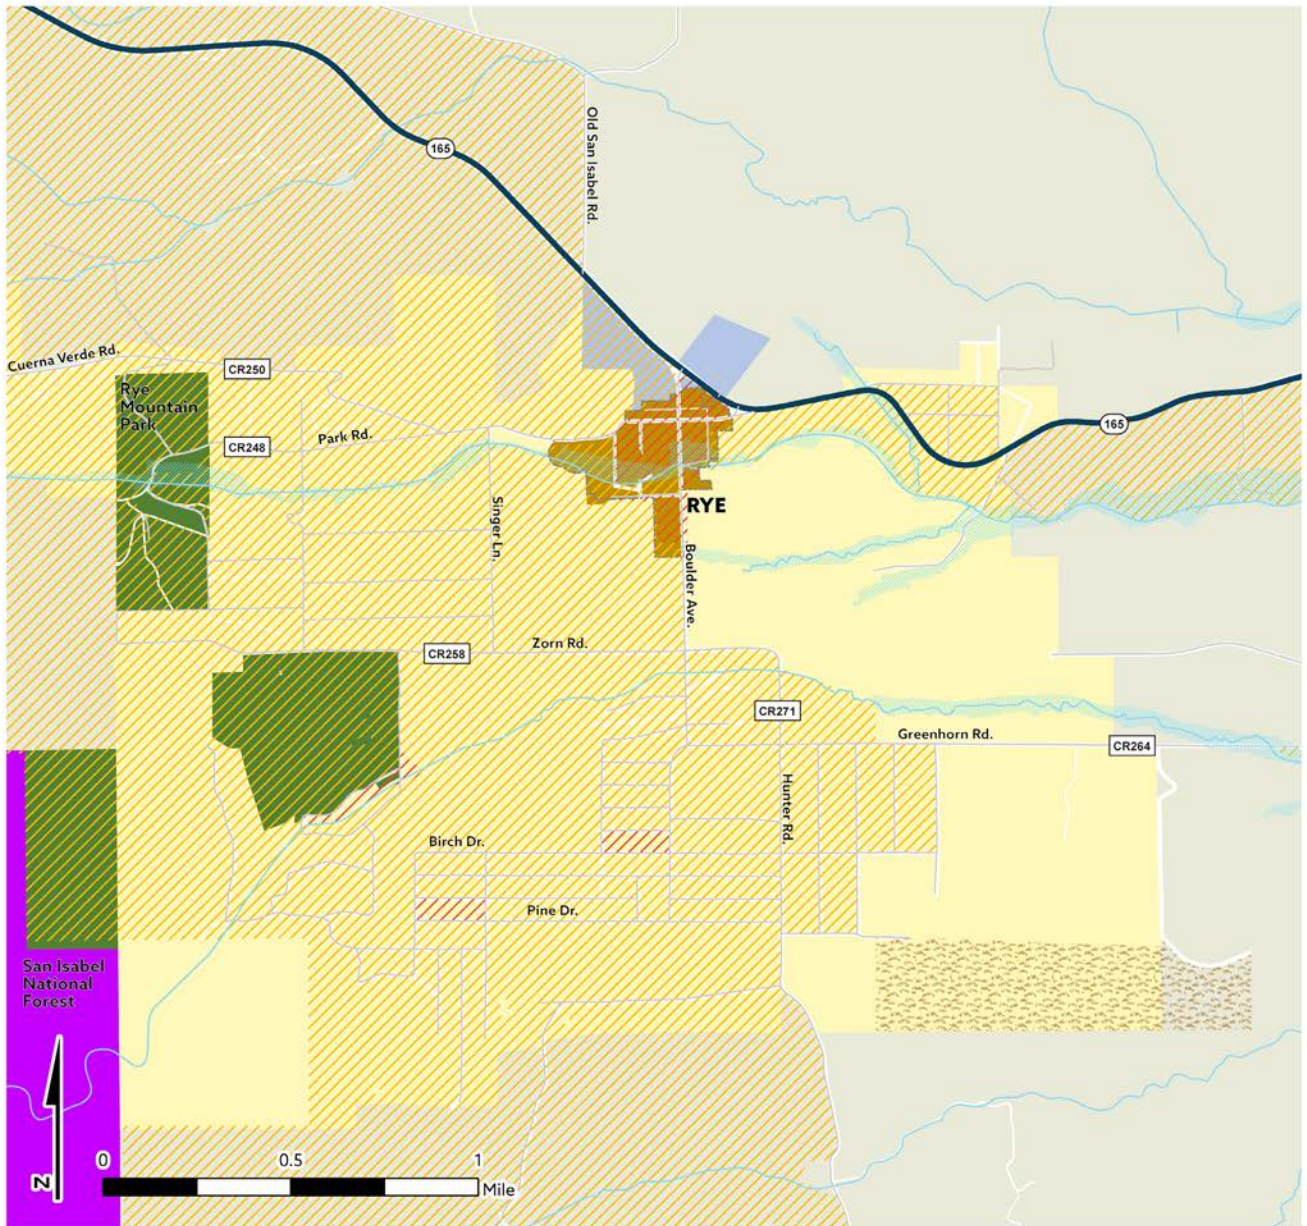 165
Old San Isabel Rd.
Cuerna Verde Rd.
CR250
Rye
Mountain
Park
CR248
Park Rd.
165
Singer Ln.
RYE
Boulder Ave.
CR258
Zorn Rd.
CR271
Greenhorn Rd.
CR264
Hunter Rd.
Birch Dr.
Pine Dr.
San Isabel
National
Forest
N
0 0.5 1
Mile